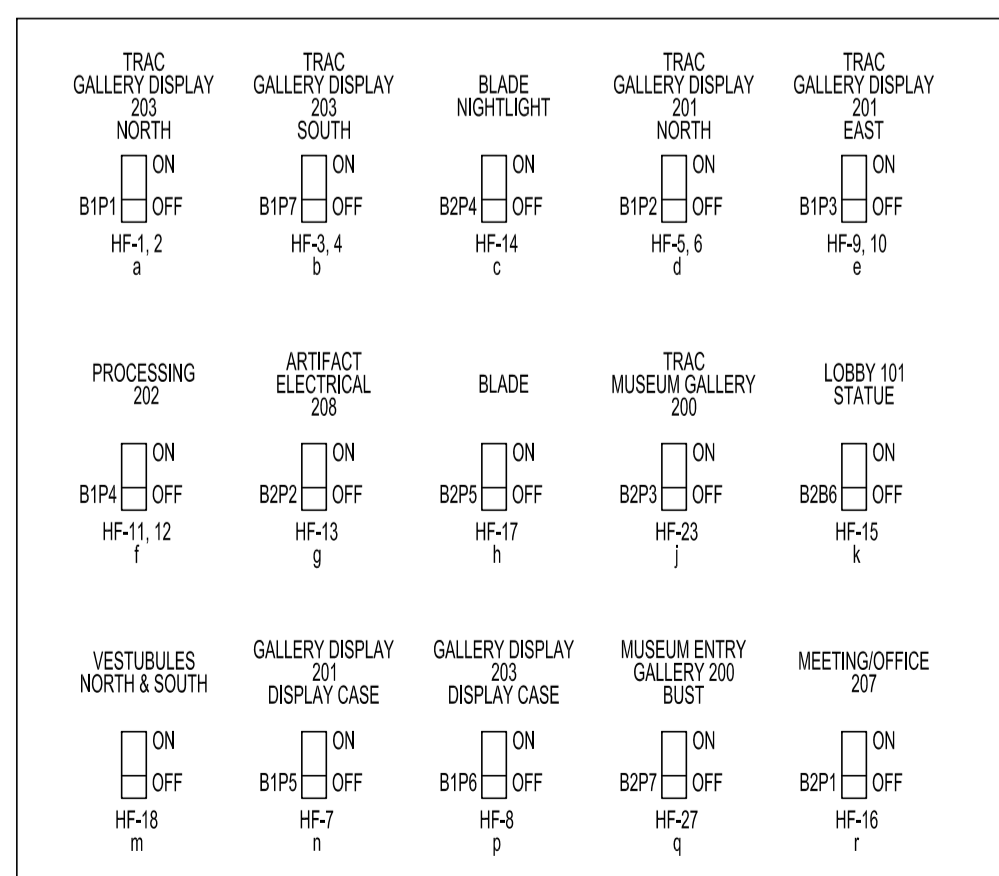 TRAC
GALLERY DISPLAY
203
NORTH
ON
B1P1 OFF
HF-1, 2
a
TRAC
GALLERY DISPLAY
203
SOUTH
ON
B1P7 OFF
HF-3, 4
b
BLADE
NIGHTLIGHT
ON
B2P4 OFF
HF-14
c
TRAC
GALLERY DISPLAY
201
NORTH
ON
B1P2 OFF
HF-5, 6
d
TRAC
GALLERY DISPLAY
201
EAST
ON
B1P3 OFF
HF-9, 10
e
PROCESSING
202
ON
B1P4 OFF
HF-11, 12
f
ARTIFACT
ELECTRICAL
208
ON
B2P2 OFF
HF-13
g
BLADE
ON
B2P5 OFF
HF-17
h
TRAC
MUSEUM GALLERY
200
ON
B2P3 OFF
HF-23
j
LOBBY 101
STATUE
ON
B2B6 OFF
HF-15
k
VESTUBULES
NORTH & SOUTH
ON
OFF
HF-18
m
GALLERY DISPLAY
201
DISPLAY CASE
ON
B1P5 OFF
HF-7
n
GALLERY DISPLAY
203
DISPLAY CASE
ON
B1P6 OFF
HF-8
p
MUSEUM ENTRY
GALLERY 200
BUST
ON
B2P7 OFF
HF-27
q
MEETING/OFFICE
207
ON
B2P1 OFF
HF-16
r